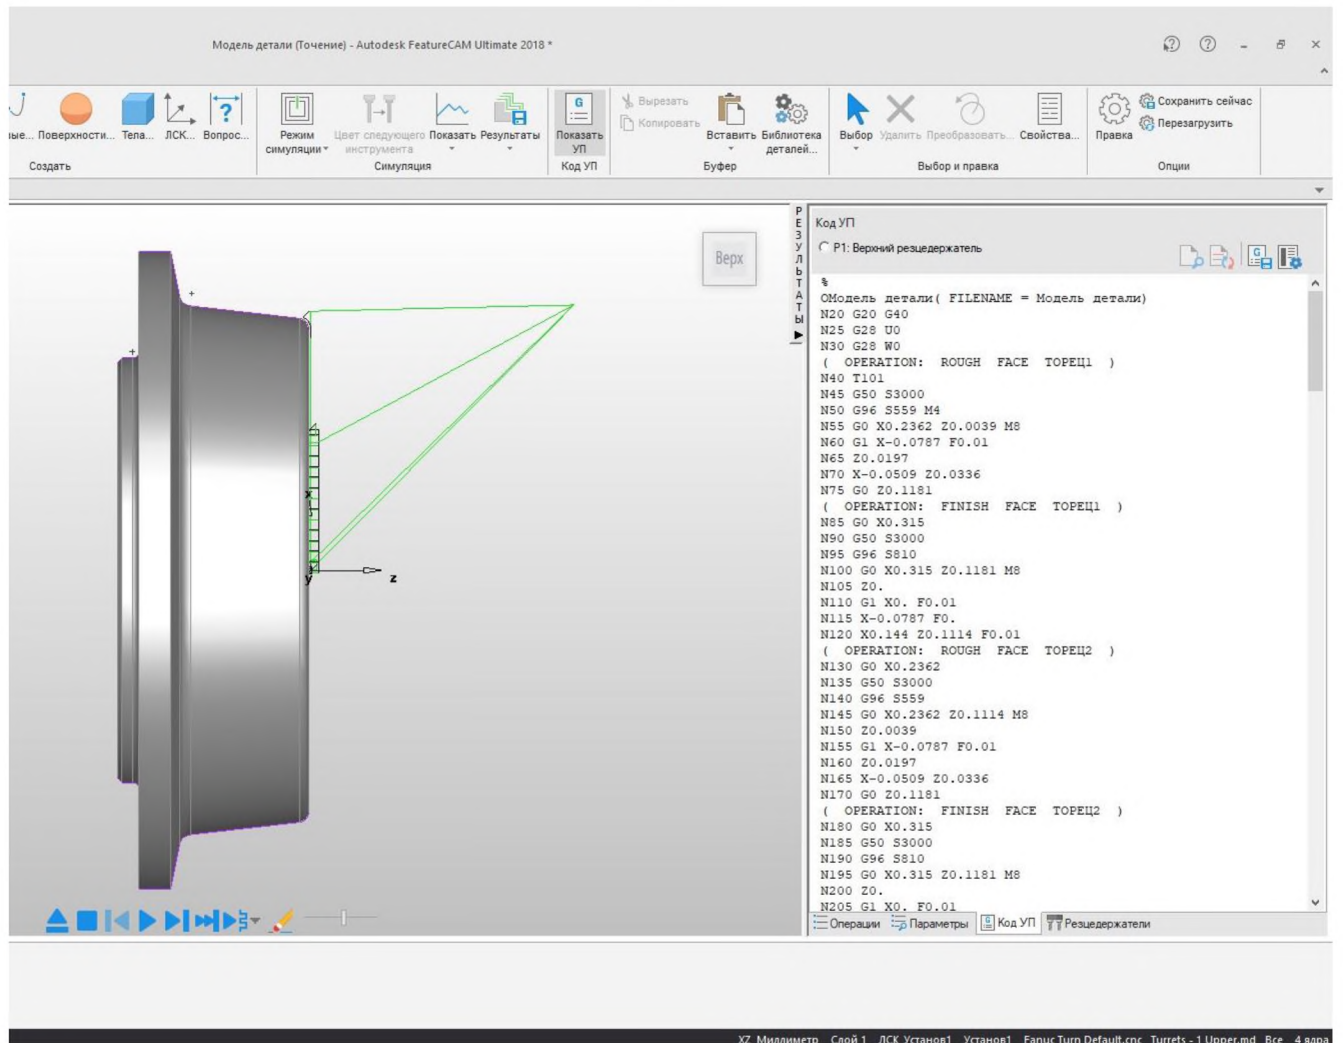 Модель детали (Точение) - Autodesk FeatureCAM Ultimate 2018 *
ые... Поверхности... Тела... ЛСК... Вопрос...
Создать
Режим симуляции
Цвет следующего инструмента
Показать
Результаты
Симуляция
Показать УП
Код УП
Вырезать
Копировать
Вставить
Библиотека деталей...
Буфер
Выбор
Удалить
Преобразовать...
Свойства...
Выбор и правка
Правка
Сохранить сейчас
Перезагрузить
Опции
Верх
x
y
z
РЕЗУЛЬТАТЫ
Код УП
P1: Верхний резцедержатель
%
OМодель детали( FILENAME = Модель детали)
N20 G20 G40
N25 G28 U0
N30 G28 W0
( OPERATION: ROUGH FACE ТОРЕЦ1 )
N40 T101
N45 G50 S3000
N50 G96 S559 M4
N55 G0 X0.2362 Z0.0039 M8
N60 G1 X-0.0787 F0.01
N65 Z0.0197
N70 X-0.0509 Z0.0336
N75 G0 Z0.1181
( OPERATION: FINISH FACE ТОРЕЦ1 )
N85 G0 X0.315
N90 G50 S3000
N95 G96 S810
N100 G0 X0.315 Z0.1181 M8
N105 Z0.
N110 G1 X0. F0.01
N115 X-0.0787 F0.
N120 X0.144 Z0.1114 F0.01
( OPERATION: ROUGH FACE ТОРЕЦ2 )
N130 G0 X0.2362
N135 G50 S3000
N140 G96 S559
N145 G0 X0.2362 Z0.1114 M8
N150 Z0.0039
N155 G1 X-0.0787 F0.01
N160 Z0.0197
N165 X-0.0509 Z0.0336
N170 G0 Z0.1181
( OPERATION: FINISH FACE ТОРЕЦ2 )
N180 G0 X0.315
N185 G50 S3000
N190 G96 S810
N195 G0 X0.315 Z0.1181 M8
N200 Z0.
N205 G1 X0. F0.01
Операции Параметры Код УП Резцедержатели
XZ Миллиметр Слой 1 ЛСК_Установ1 Установ1 Fanuc Turn Default.cnc Turrets - 1 Upper.md Все 4 ядра